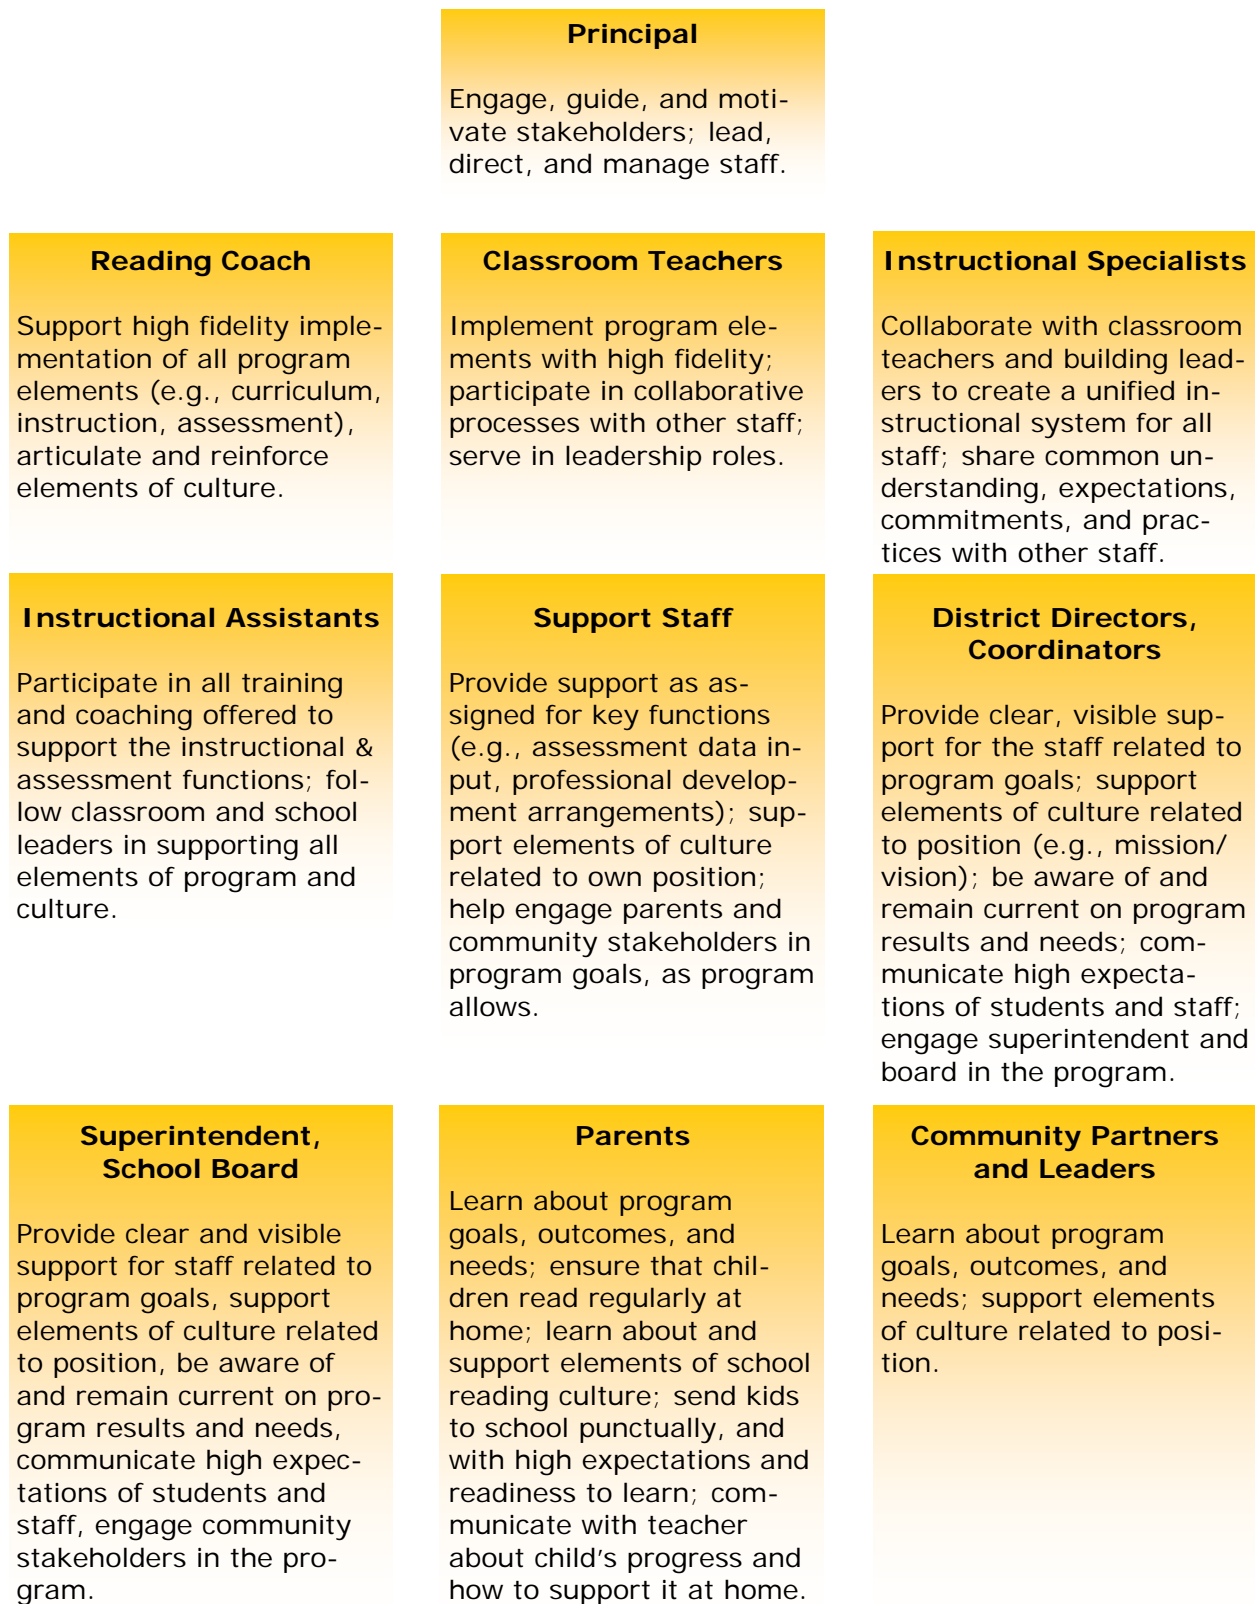 Principal
Engage, guide, and moti-
vate stakeholders; lead,
direct, and manage staff.
Reading Coach
Support high fidelity imple-
mentation of all program
elements (e.g., curriculum,
instruction, assessment),
articulate and reinforce
elements of culture.
Classroom Teachers
Implement program ele-
ments with high fidelity;
participate in collaborative
processes with other staff;
serve in leadership roles.
Instructional Specialists
Collaborate with classroom
teachers and building lead-
ers to create a unified in-
structional system for all
staff; share common un-
derstanding, expectations,
commitments, and prac-
tices with other staff.
Instructional Assistants
Participate in all training
and coaching offered to
support the instructional &
assessment functions; fol-
low classroom and school
leaders in supporting all
elements of program and
culture.
Support Staff
Provide support as as-
signed for key functions
(e.g., assessment data in-
put, professional develop-
ment arrangements); sup-
port elements of culture
related to own position;
help engage parents and
community stakeholders in
program goals, as program
allows.
District Directors,
Coordinators
Provide clear, visible sup-
port for the staff related to
program goals; support
elements of culture related
to position (e.g., mission/
vision); be aware of and
remain current on program
results and needs; com-
municate high expecta-
tions of students and staff;
engage superintendent and
board in the program.
Superintendent,
School Board
Provide clear and visible
support for staff related to
program goals, support
elements of culture related
to position, be aware of
and remain current on pro-
gram results and needs,
communicate high expec-
tations of students and
staff, engage community
stakeholders in the pro-
gram.
Parents
Learn about program
goals, outcomes, and
needs; ensure that chil-
dren read regularly at
home; learn about and
support elements of school
reading culture; send kids
to school punctually, and
with high expectations and
readiness to learn; com-
municate with teacher
about child's progress and
how to support it at home.
Community Partners
and Leaders
Learn about program
goals, outcomes, and
needs; support elements
of culture related to posi-
tion.